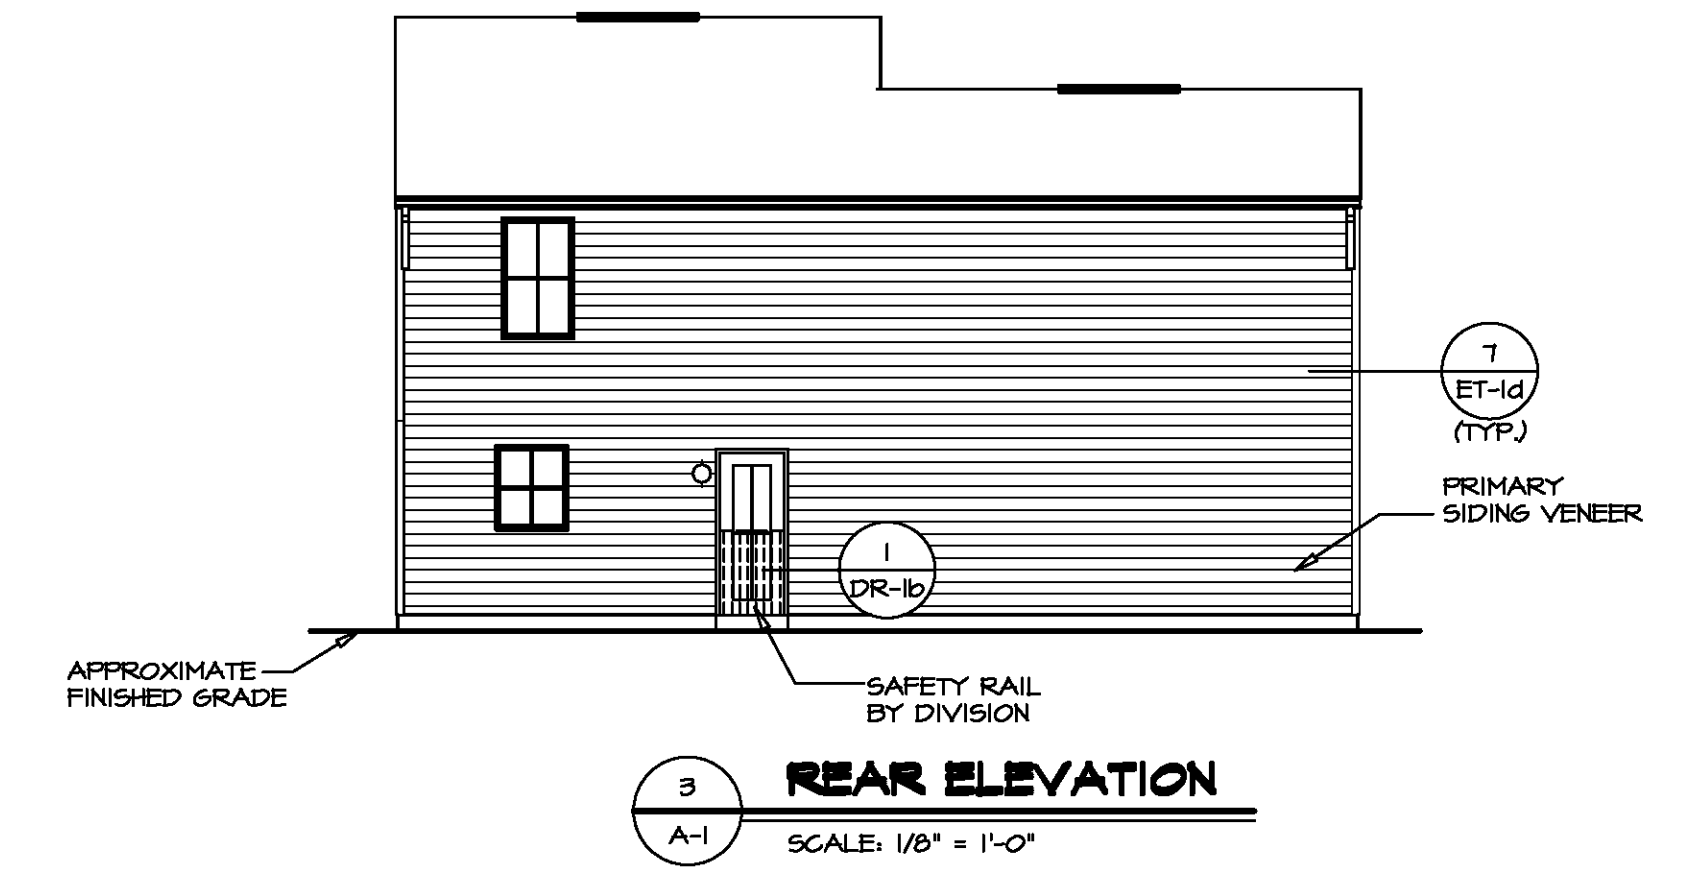 7
ET-1d
(TYP.)
PRIMARY
SIDING VENEER
1
DR-1b
APPROXIMATE
FINISHED GRADE
SAFETY RAIL
BY DIVISION
3
A-1
REAR ELEVATION
SCALE: 1/8" = 1'-0"